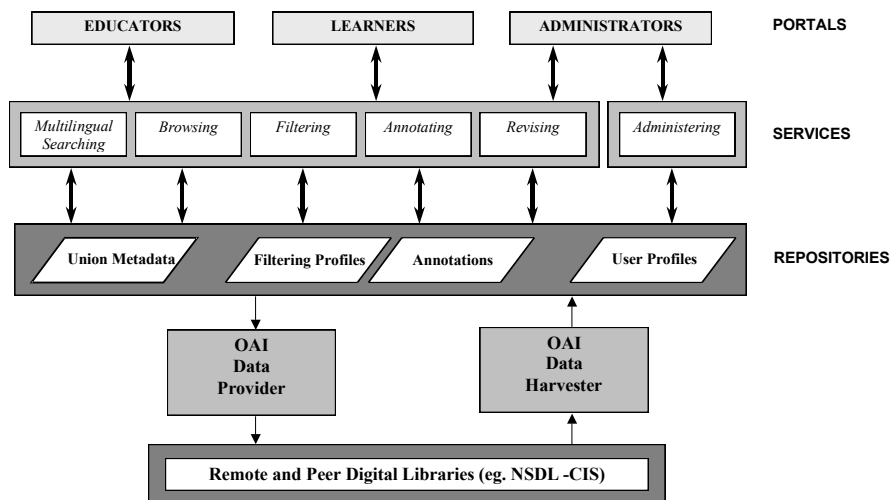 EDUCATORS LEARNERS ADMINISTRATORS PORTALS
Multilingual Searching Browsing Filtering Annotating Revising Administering SERVICES
Union Metadata Filtering Profiles Annotations User Profiles REPOSITORIES
OAI
Data
Provider
OAI
Data
Harvester
Remote and Peer Digital Libraries (eg. NSDL -CIS)